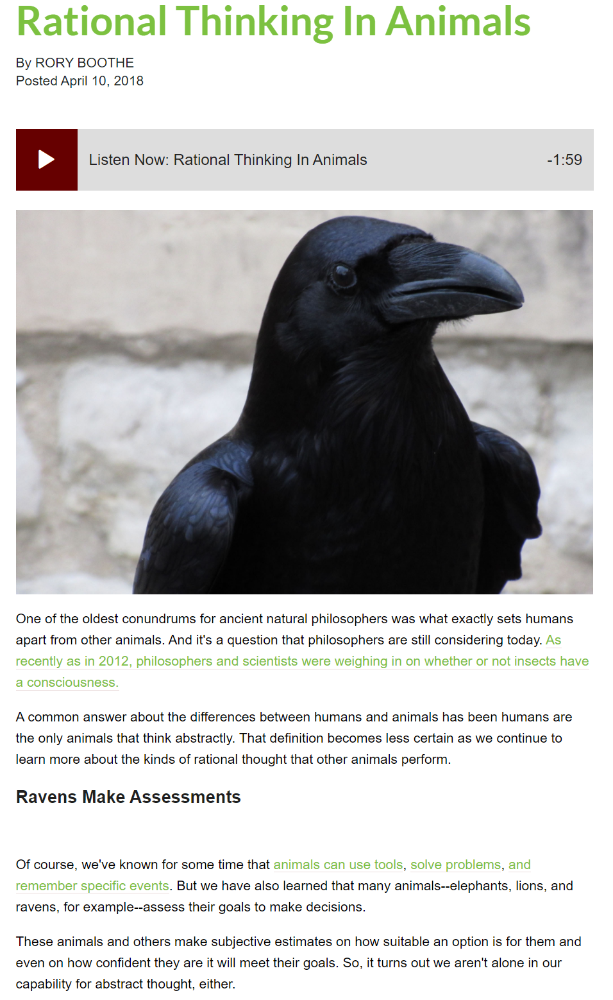 Rational Thinking In Animals
By RORY BOOTHE
Posted April 10, 2018
Listen Now: Rational Thinking In Animals -1:59
One of the oldest conundrums for ancient natural philosophers was what exactly sets humans
apart from other animals. And it's a question that philosophers are still considering today. As
recently as in 2012, philosophers and scientists were weighing in on whether or not insects have
a consciousness.
A common answer about the differences between humans and animals has been humans are
the only animals that think abstractly. That definition becomes less certain as we continue to
learn more about the kinds of rational thought that other animals perform.
Ravens Make Assessments
Of course, we've known for some time that animals can use tools, solve problems, and
remember specific events. But we have also learned that many animals--elephants, lions, and
ravens, for example--assess their goals to make decisions.
These animals and others make subjective estimates on how suitable an option is for them and
even on how confident they are it will meet their goals. So, it turns out we aren't alone in our
capability for abstract thought, either.